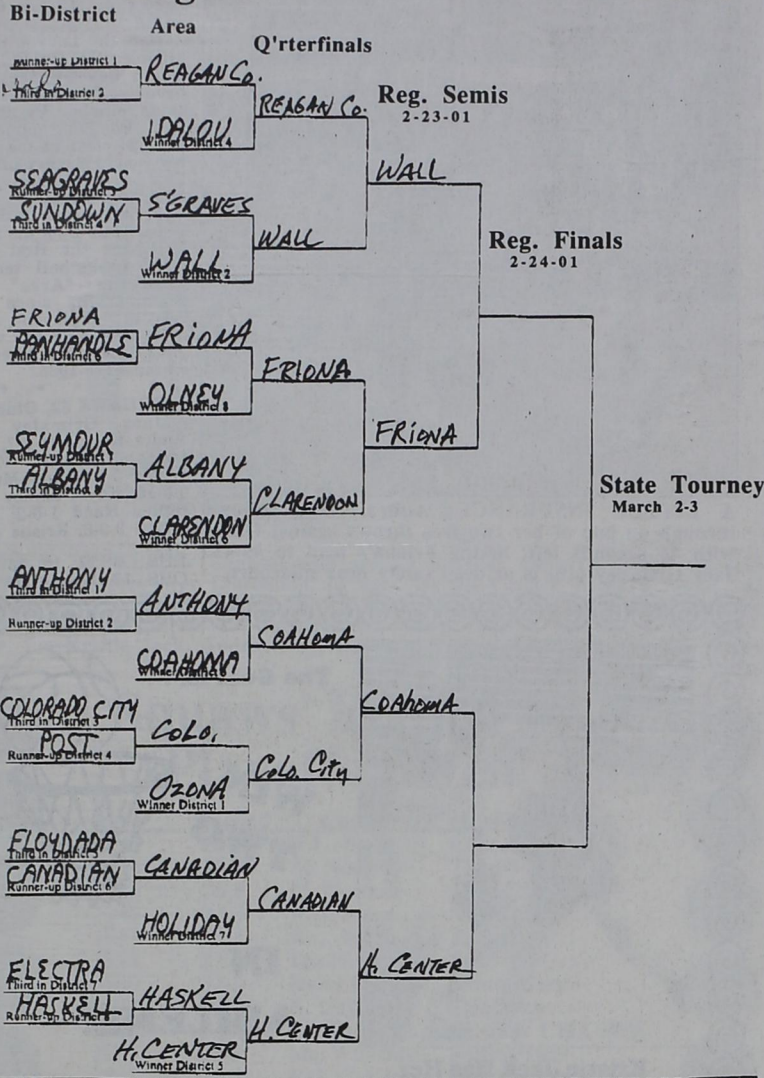 Bi-District
Area
Q'rterfinals
Reg. Semis
2-23-01
Reg. Finals
2-24-01
State Tourney
March 2-3
Runner-up District 1
Third in District 2
REAGAN CO.
REAGAN CO.
IDALOU
Winner District 4
WALL
SEAGRAVES
Runner-up District 3
SUNDOWN
Third in District 4
S'GRAVES
WALL
WALL
Winner District 2
FRIONA
PANHANDLE
Third in District 6
FRIONA
FRIONA
OLNEY
Winner District 8
FRIONA
SEYMOUR
Runner-up District 7
ALBANY
Third in District 8
ALBANY
CLARENDON
CLARENDON
Winner District 6
ANTHONY
Third in District 1
Runner-up District 2
ANTHONY
COAHOMA
COAHOMA
Winner District
COAHOMA
COLORADO CITY
Third in District 3
POST
Runner-up District 4
COLO.
COLO. CITY
OZONA
Winner District 1
FLOYDADA
Third in District 5
CANADIAN
Runner-up District 6
CANADIAN
CANADIAN
HOLIDAY
Winner District 7
H. CENTER
ELECTRA
Third in District 7
HASKELL
Runner-up District 8
HASKELL
H. CENTER
H. CENTER
Winner District 5